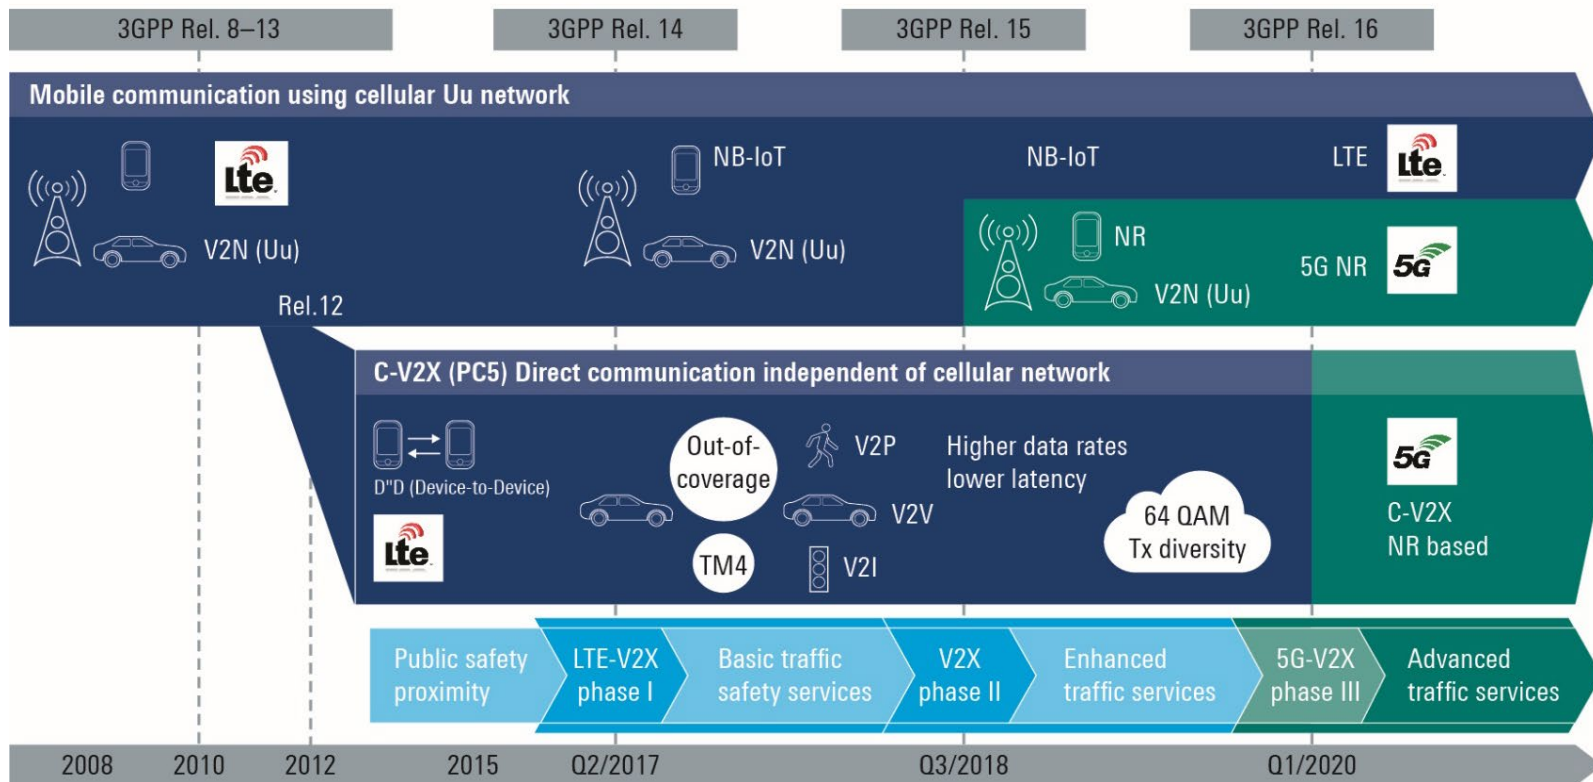 3GPP Rel. 8–13
3GPP Rel. 14
3GPP Rel. 15
3GPP Rel. 16
Mobile communication using cellular Uu network
Lte
V2N (Uu)
Rel.12
NB-IoT
V2N (Uu)
NB-IoT
LTE
Lte
NR
V2N (Uu)
5G NR
5G
C-V2X (PC5) Direct communication independent of cellular network
D"D (Device-to-Device)
Lte
Out-of-
coverage
TM4
V2P
V2V
V2I
Higher data rates
lower latency
64 QAM
Tx diversity
5G
C-V2X
NR based
Public safety
proximity
LTE-V2X
phase I
Basic traffic
safety services
V2X
phase II
Enhanced
traffic services
5G-V2X
phase III
Advanced
traffic services
2008
2010
2012
2015
Q2/2017
Q3/2018
Q1/2020